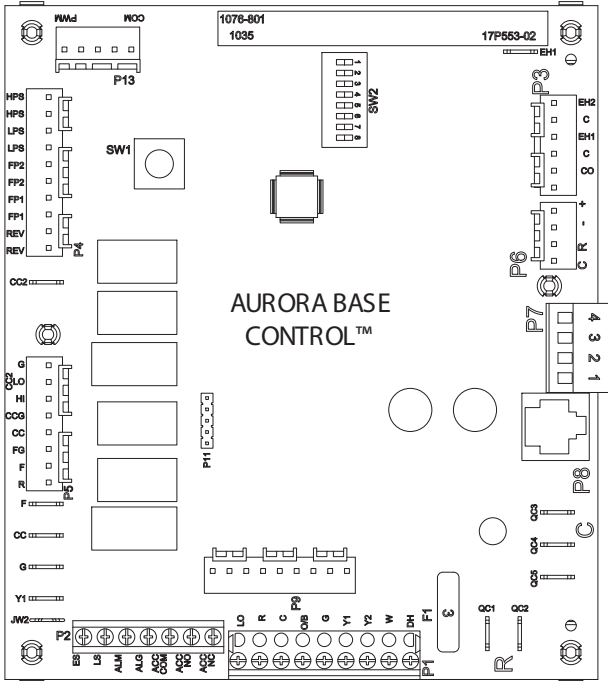 PWM
COM
P13
1076-801
1035
17P553-02
EH1
1
2
3
4
5
6
7
8
SW2
SW1
HPS
HPS
LPS
LPS
FP2
FP2
FP1
FP1
REV
REV
P4
P3
EH2
C
EH1
C
CO
P6
+
-
R
C
CC2
AURORA BASE
CONTROL™
P7
4
3
2
1
G
CC2
LO
HI
CCG
CC
FG
F
R
P5
P11
P8
F
CC
G
Y1
JW2
QC3
C
QC4
QC5
P9
F1
3
QC1
QC2
R
P2
ES
LS
ALM
ALG
ACC COM
ACC NO
ACC NC
LO
R
C
O/B
G
Y1
Y2
W
DH
P1